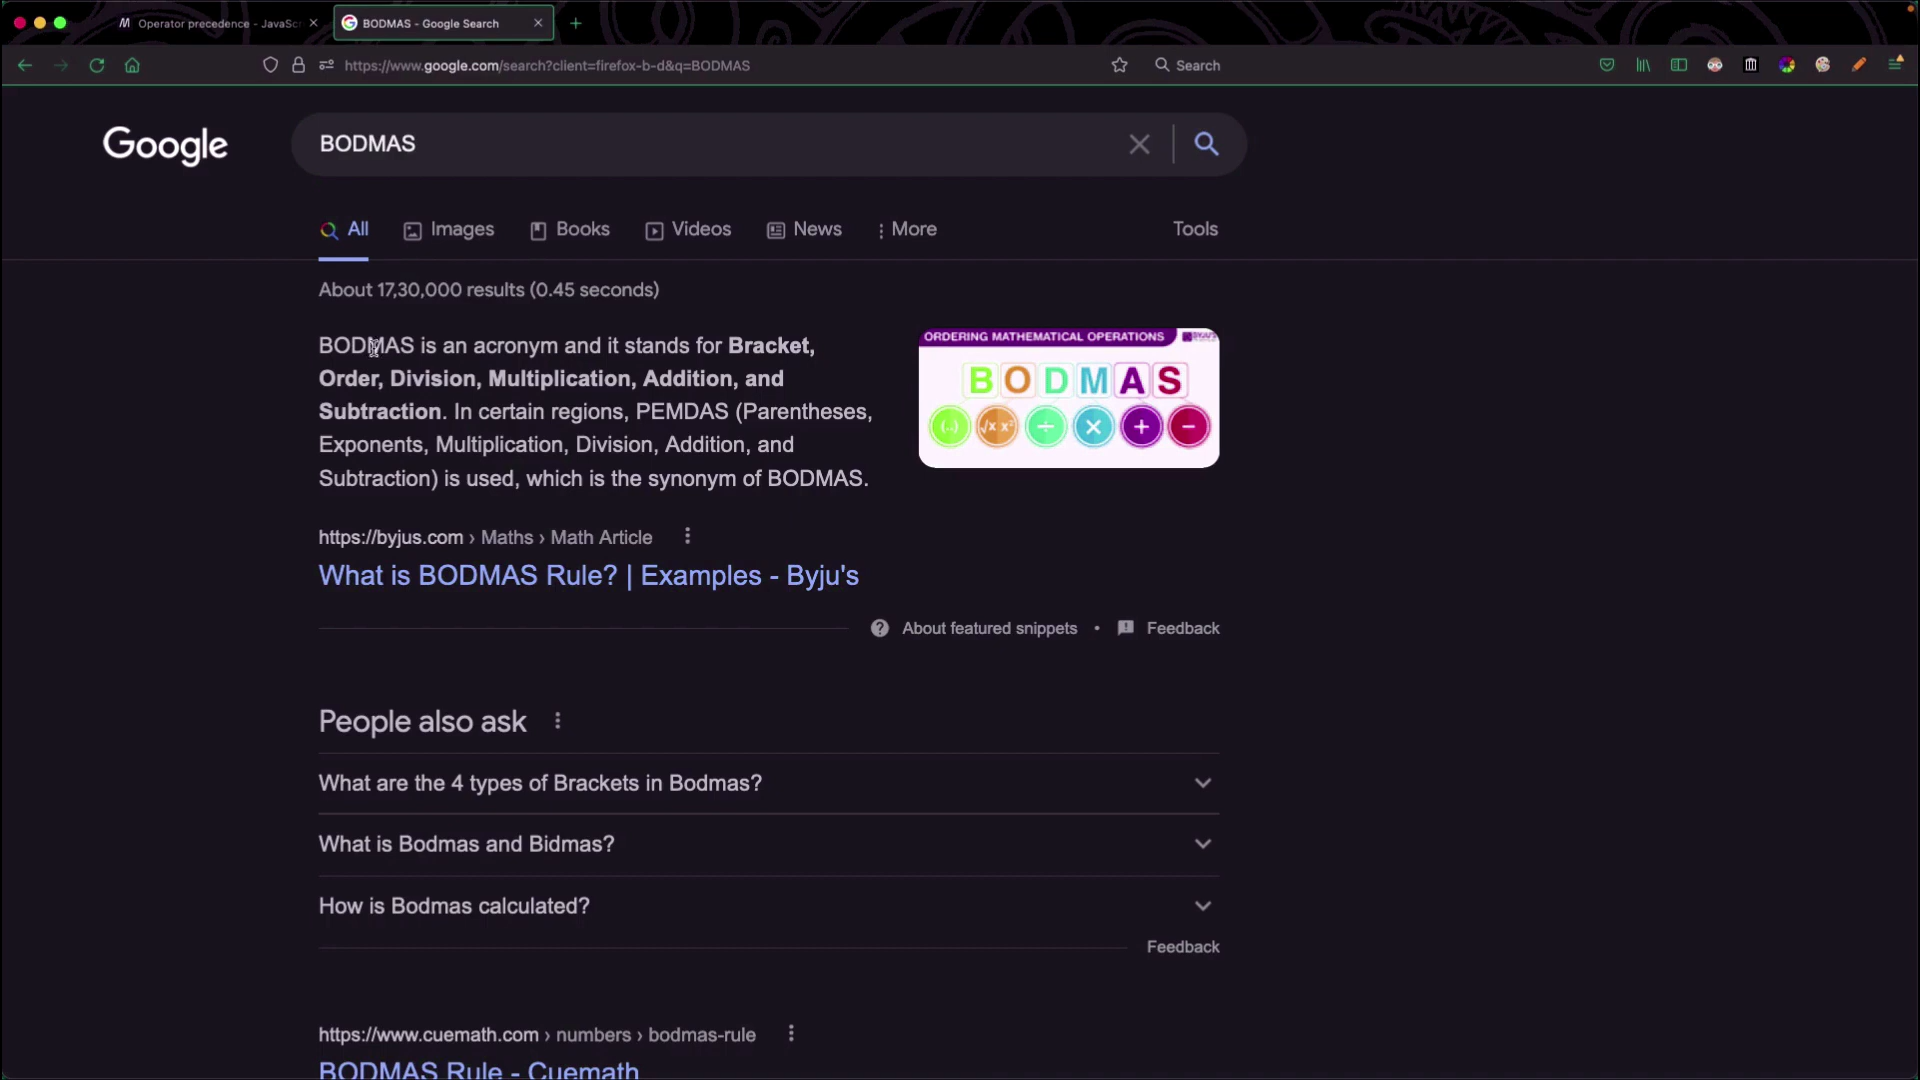 Operator precedence - JavaSc
BODMAS - Google Search
https://www.google.com/search?client=firefox-b-d&q=BODMAS
Search
Google
BODMAS
All
Images
Books
Videos
News
More
Tools
About 17,30,000 results (0.45 seconds)
BODMAS is an acronym and it stands for Bracket,
Order, Division, Multiplication, Addition, and
Subtraction. In certain regions, PEMDAS (Parentheses,
Exponents, Multiplication, Division, Addition, and
Subtraction) is used, which is the synonym of BODMAS.
ORDERING MATHEMATICAL OPERATIONS
BODMAS
(..) √x x² ÷ × + −
https://byjus.com › Maths › Math Article
What is BODMAS Rule? | Examples - Byju's
About featured snippets • Feedback
People also ask
What are the 4 types of Brackets in Bodmas?
What is Bodmas and Bidmas?
How is Bodmas calculated?
Feedback
https://www.cuemath.com › numbers › bodmas-rule
BODMAS Rule - Cuemath